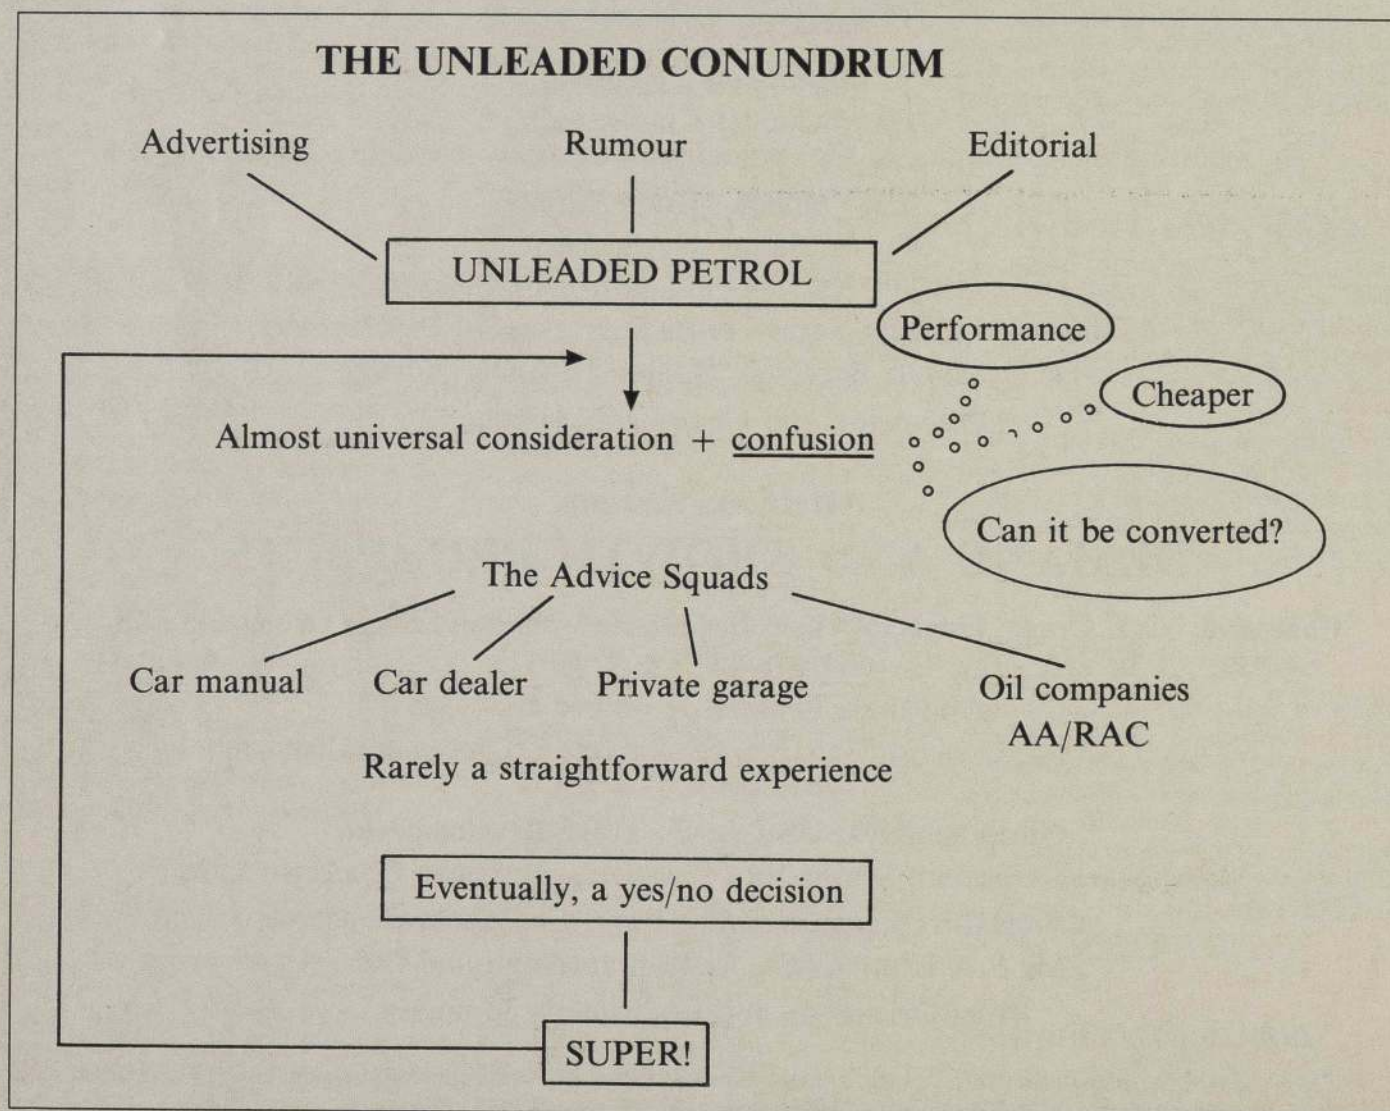 THE UNLEADED CONUNDRUM
Advertising Rumour Editorial
UNLEADED PETROL
Performance
Cheaper
Almost universal consideration + confusion
Can it be converted?
The Advice Squads
Car manual Car dealer Private garage Oil companies
AA/RAC
Rarely a straightforward experience
Eventually, a yes/no decision
SUPER!